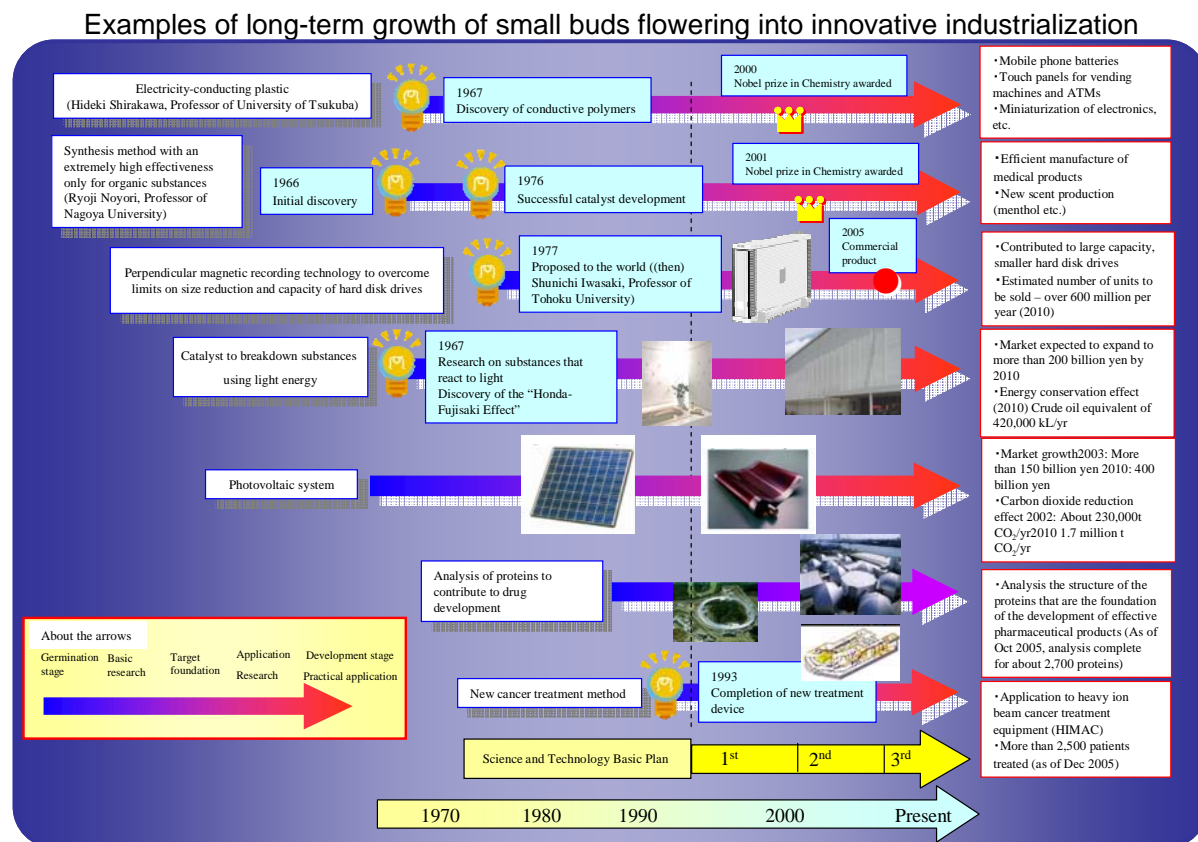 Examples of long-term growth of small buds flowering into innovative industrialization
Electricity-conducting plastic
(Hideki Shirakawa, Professor of University of Tsukuba)
1967
Discovery of conductive polymers
2000
Nobel prize in Chemistry awarded
・Mobile phone batteries
・Touch panels for vending
machines and ATMs
・Miniaturization of electronics,
etc.
Synthesis method with an
extremely high effectiveness
only for organic substances
(Ryoji Noyori, Professor of
Nagoya University)
1966
Initial discovery
1976
Successful catalyst development
2001
Nobel prize in Chemistry awarded
・Efficient manufacture of
medical products
・New scent production
(menthol etc.)
Perpendicular magnetic recording technology to overcome
limits on size reduction and capacity of hard disk drives
1977
Proposed to the world ((then)
Shunichi Iwasaki, Professor of
Tohoku University)
2005
Commercial
product
・Contributed to large capacity,
smaller hard disk drives
・Estimated number of units to
be sold – over 600 million per
year (2010)
Catalyst to breakdown substances
using light energy
1967
Research on substances that
react to light
Discovery of the “Honda-
Fujisaki Effect”
・Market expected to expand to
more than 200 billion yen by
2010
・Energy conservation effect
(2010) Crude oil equivalent of
420,000 kL/yr
Photovoltaic system
・Market growth2003: More
than 150 billion yen 2010: 400
billion yen
・Carbon dioxide reduction
effect 2002: About 230,000t
CO2/yr2010 1.7 million t
CO2/yr
Analysis of proteins to
contribute to drug
development
・Analysis the structure of the
proteins that are the foundation
of the development of effective
pharmaceutical products (As of
Oct 2005, analysis complete
for about 2,700 proteins)
New cancer treatment method
1993
Completion of new treatment
device
・Application to heavy ion
beam cancer treatment
equipment (HIMAC)
・More than 2,500 patients
treated (as of Dec 2005)
About the arrows
Germination
stage
Basic
research
Target
foundation
Application
Research
Development stage
Practical application
Science and Technology Basic Plan
1st
2nd
3rd
1970
1980
1990
2000
Present